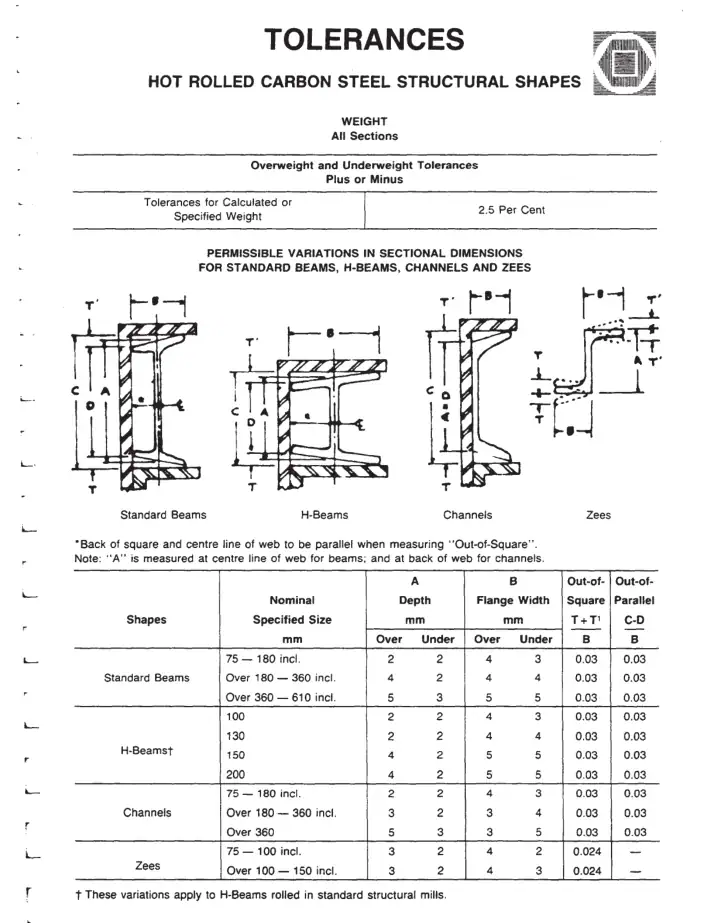 TOLERANCES
HOT ROLLED CARBON STEEL STRUCTURAL SHAPES
WEIGHT
All Sections
Overweight and Underweight Tolerances
Plus or Minus
Tolerances for Calculated or
Specified Weight
2.5 Per Cent
PERMISSIBLE VARIATIONS IN SECTIONAL DIMENSIONS
FOR STANDARD BEAMS, H-BEAMS, CHANNELS AND ZEES
T' B
C A D *
T
T' B
C A D *
T
T' B
C D A
T
B T'
T A T'
T B
Standard Beams H-Beams Channels Zees
*Back of square and centre line of web to be parallel when measuring "Out-of-Square".
Note: "A" is measured at centre line of web for beams; and at back of web for channels.
A B Out-of- Out-of-
Nominal Depth Flange Width Square Parallel
Shapes Specified Size mm mm T + T¹ C-D
mm Over Under Over Under B B
75 — 180 incl. 2 2 4 3 0.03 0.03
Standard Beams Over 180 — 360 incl. 4 2 4 4 0.03 0.03
Over 360 — 610 incl. 5 3 5 5 0.03 0.03
100 2 2 4 3 0.03 0.03
130 2 2 4 4 0.03 0.03
H-Beams† 150 4 2 5 5 0.03 0.03
200 4 2 5 5 0.03 0.03
75 — 180 incl. 2 2 4 3 0.03 0.03
Channels Over 180 — 360 incl. 3 2 3 4 0.03 0.03
Over 360 5 3 3 5 0.03 0.03
75 — 100 incl. 3 2 4 2 0.024 —
Zees Over 100 — 150 incl. 3 2 4 3 0.024 —
† These variations apply to H-Beams rolled in standard structural mills.